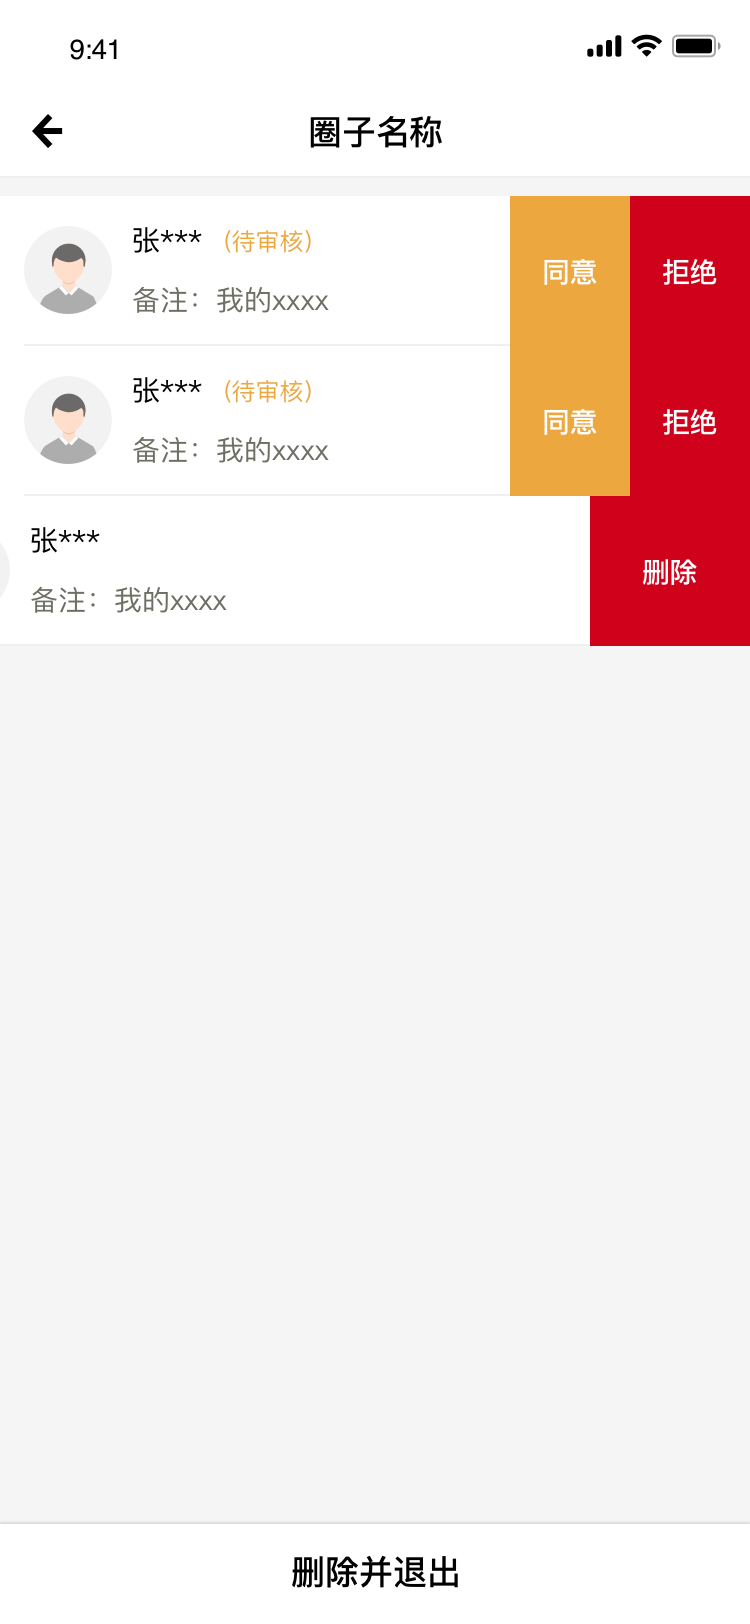 9:41
圈子名称
张*** (待审核)
备注：我的xxxx
同意 拒绝
张*** (待审核)
备注：我的xxxx
同意 拒绝
张***
备注：我的xxxx
删除
删除并退出